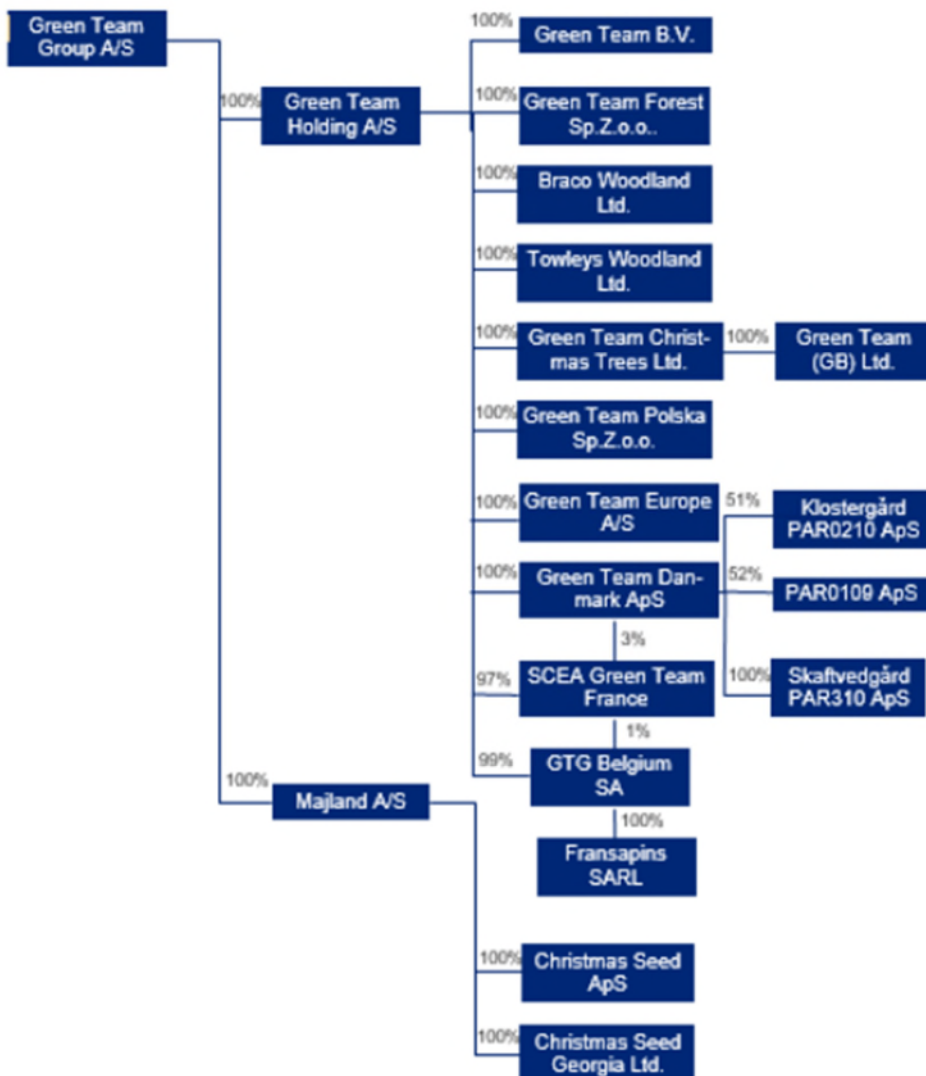 Green Team
Group A/S
100%
Green Team
Holding A/S
100%
Green Team B.V.
100%
Green Team Forest
Sp.Z.o.o..
100%
Braco Woodland
Ltd.
100%
Towleys Woodland
Ltd.
100%
Green Team Christ-
mas Trees Ltd.
100%
Green Team
(GB) Ltd.
100%
Green Team Polska
Sp.Z.o.o.
100%
Green Team Europe
A/S
51%
Klostergård
PAR0210 ApS
100%
Green Team Dan-
mark ApS
52%
PAR0109 ApS
3%
97%
SCEA Green Team
France
100%
Skaftvedgård
PAR310 ApS
1%
99%
GTG Belgium
SA
100%
Majland A/S
100%
Fransapins
SARL
100%
Christmas Seed
ApS
100%
Christmas Seed
Georgia Ltd.